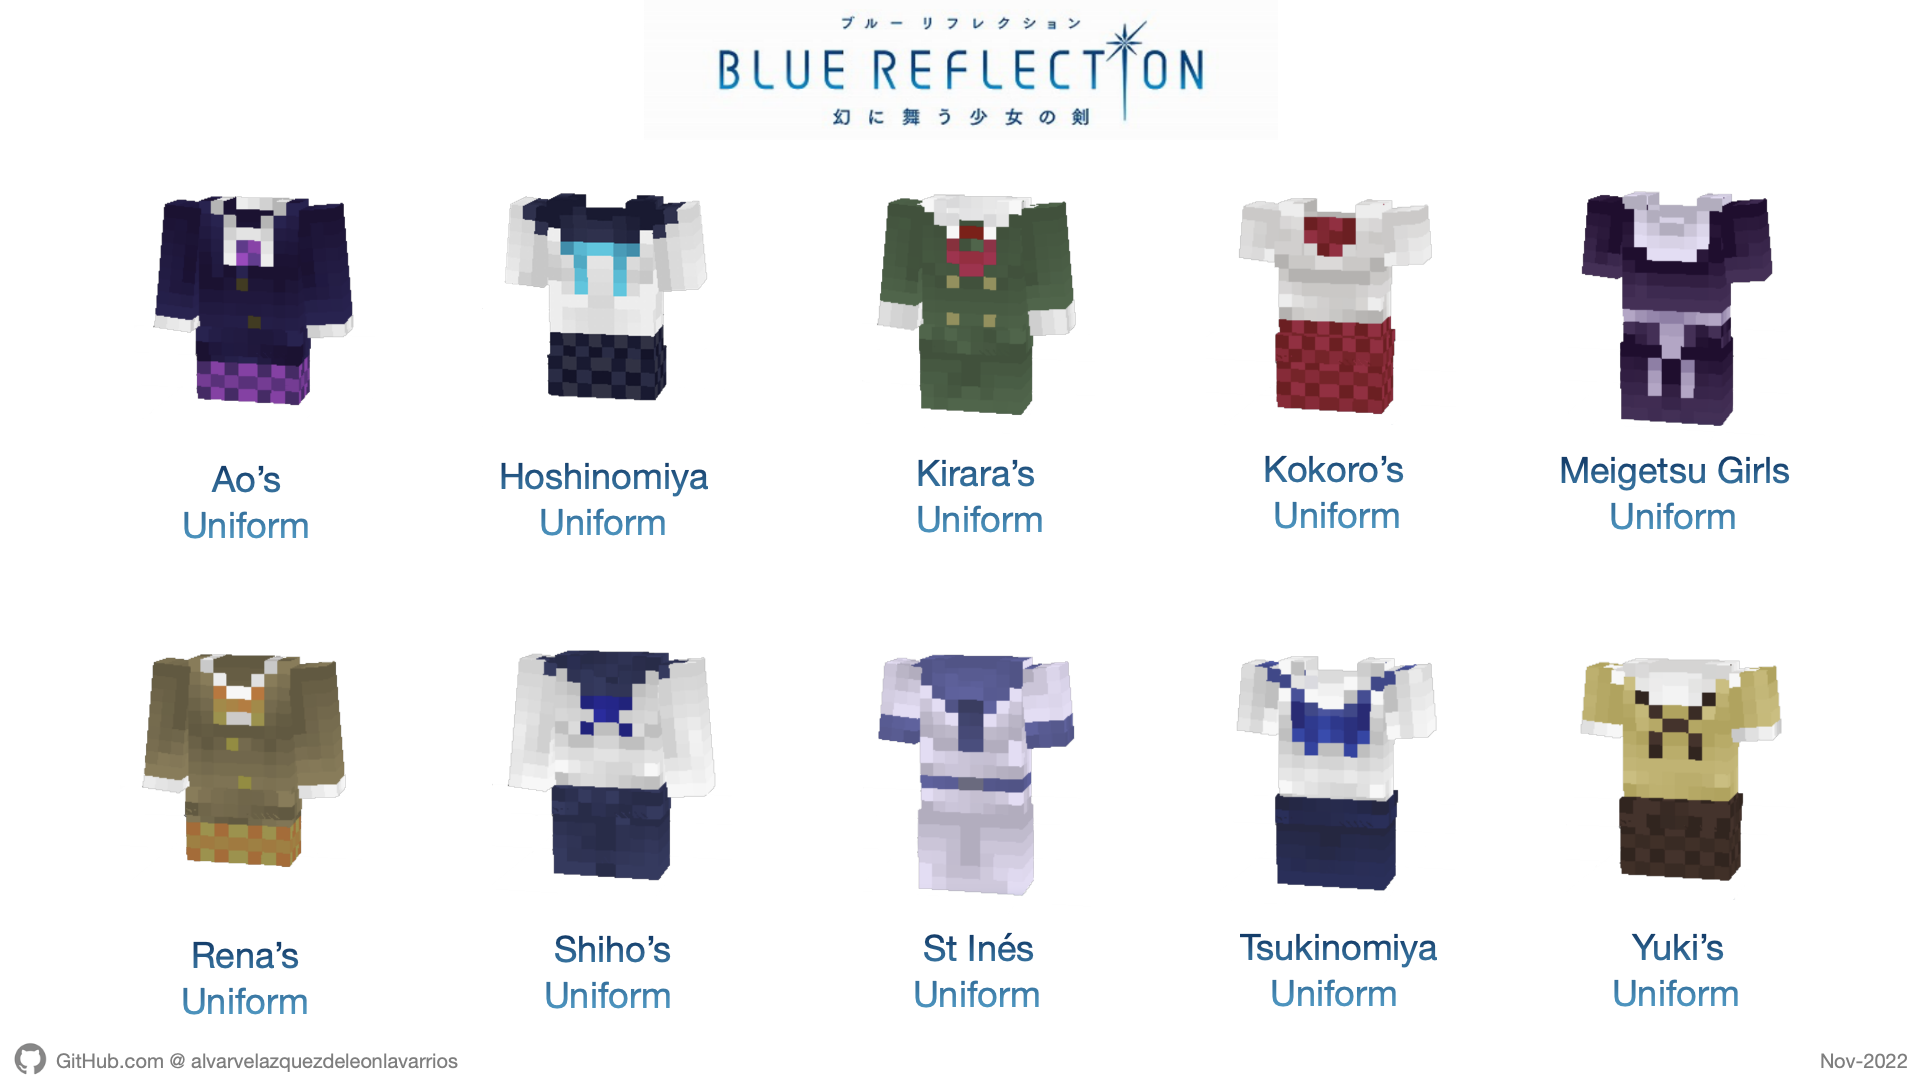 ブルーリフレクション
BLUE REFLECTION
幻に舞う少女の剣
Ao's
Uniform
Hoshinomiya
Uniform
Kirara's
Uniform
Kokoro's
Uniform
Meigetsu Girls
Uniform
Rena's
Uniform
Shiho's
Uniform
St Inés
Uniform
Tsukinomiya
Uniform
Yuki's
Uniform
GitHub.com @ alvarvelazquezdeleonlavarrios
Nov-2022